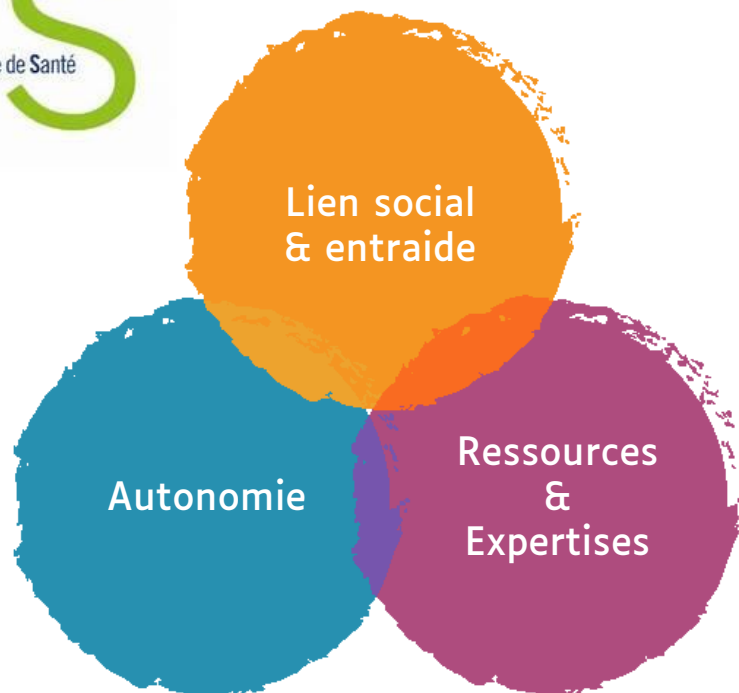 de Santé
Lien social
& entraide
Autonomie
Ressources
&
Expertises